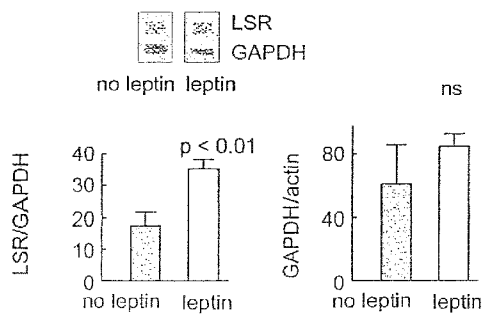 LSR
GAPDH
no leptin leptin
LSR/GAPDH
40
30
20
10
0
p < 0.01
no leptin leptin
ns
GAPDH/actin
80
40
0
no leptin leptin